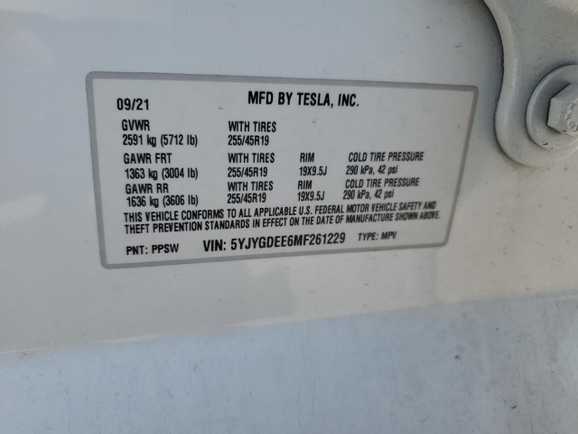 09/21 MFD BY TESLA, INC.
GVWR WITH TIRES
2591 kg (5712 lb) 255/45R19
GAWR FRT WITH TIRES RIM COLD TIRE PRESSURE
1363 kg (3004 lb) 255/45R19 19X9.5J 290 kPa, 42 psi
GAWR RR WITH TIRES RIM COLD TIRE PRESSURE
1636 kg (3606 lb) 255/45R19 19X9.5J 290 kPa, 42 psi
THIS VEHICLE CONFORMS TO ALL APPLICABLE U.S. FEDERAL MOTOR VEHICLE SAFETY AND
THEFT PREVENTION STANDARDS IN EFFECT ON THE DATE OF MANUFACTURE SHOWN ABOVE.
PNT: PPSW VIN: 5YJYGDEE6MF261229 TYPE: MPV